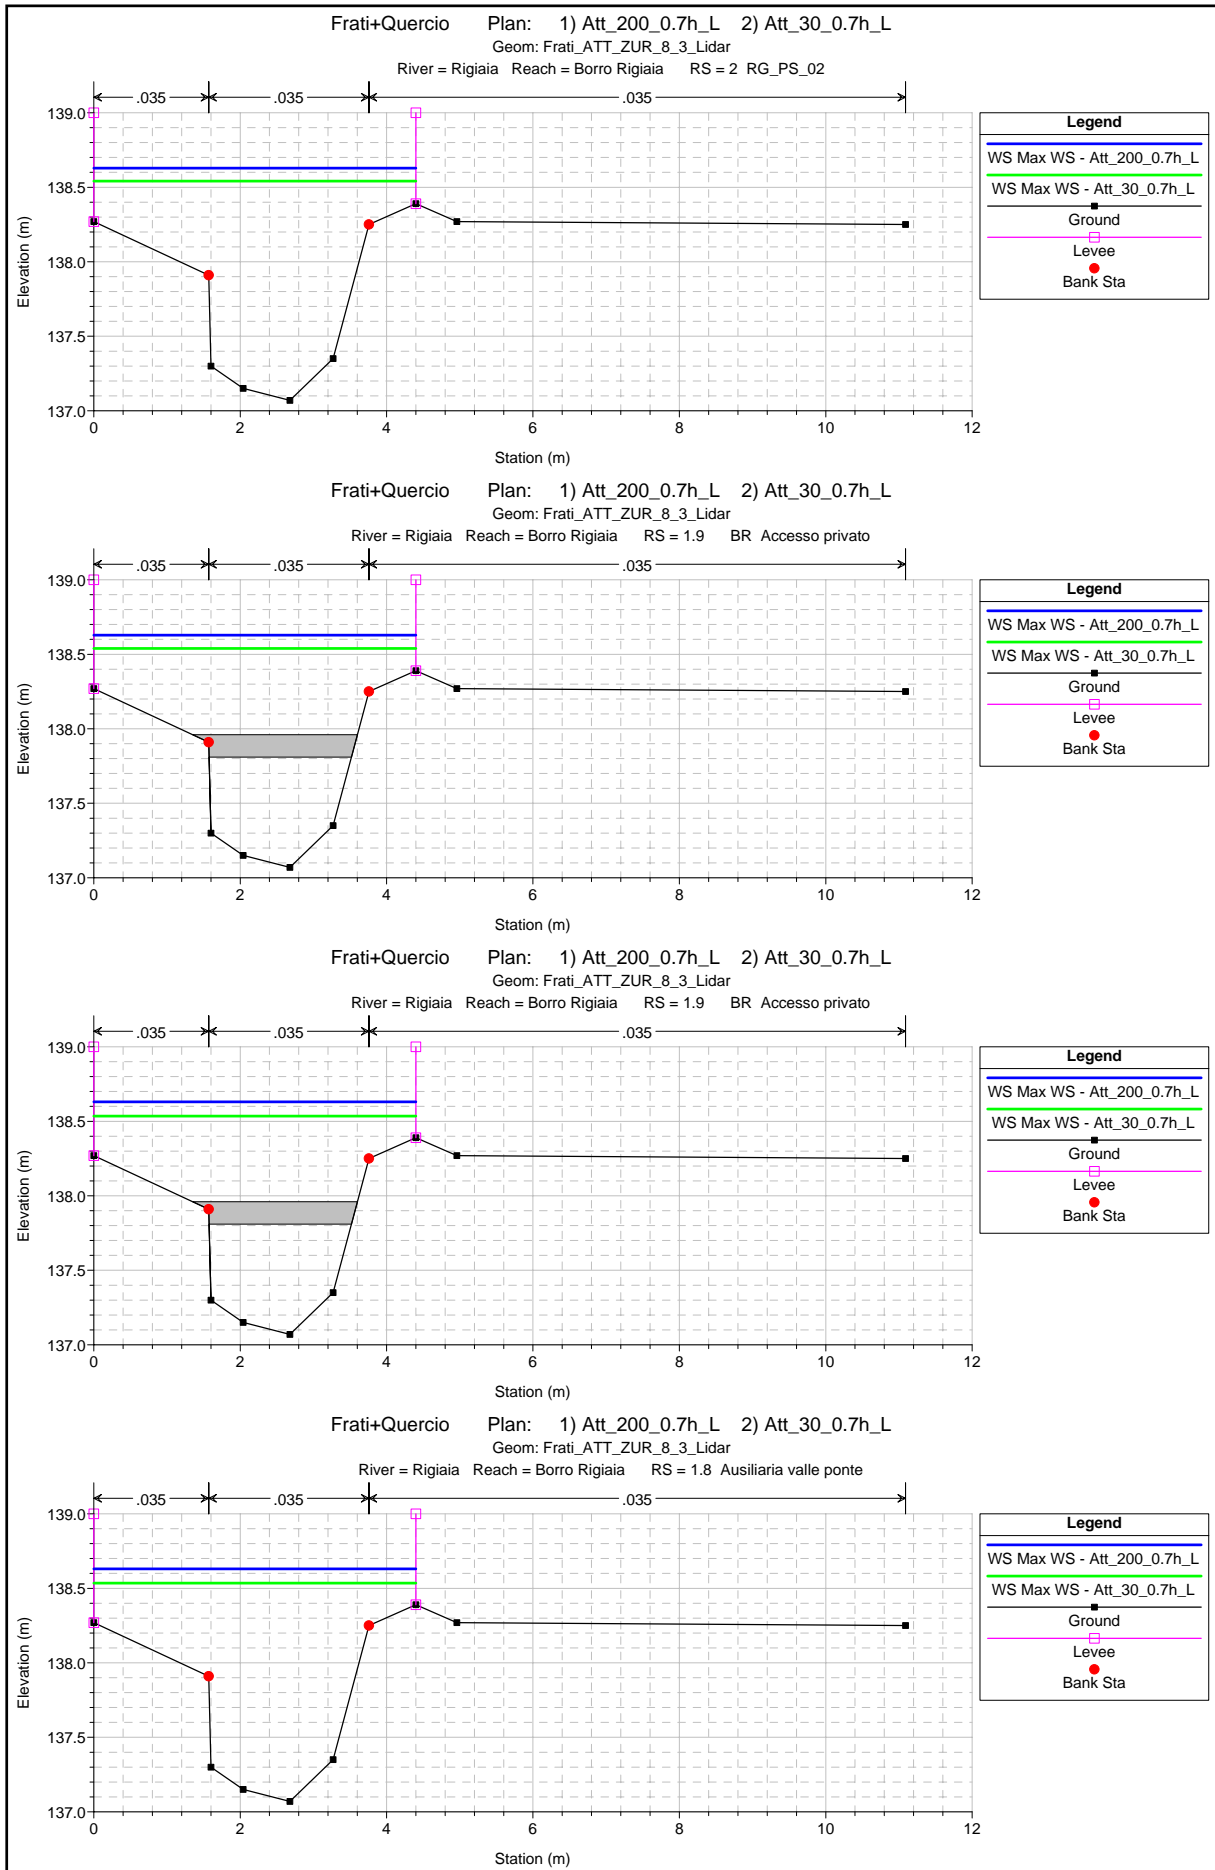 Frati+Quercio Plan: 1) Att_200_0.7h_L 2) Att_30_0.7h_L
Geom: Frati_ATT_ZUR_8_3_Lidar
River = Rigiaia Reach = Borro Rigiaia RS = 2 RG_PS_02
.035 .035 .035
139.0
138.5
138.0
137.5
137.0
Elevation (m)
0 2 4 6 8 10 12
Station (m)
Legend
WS Max WS - Att_200_0.7h_L
WS Max WS - Att_30_0.7h_L
Ground
Levee
Bank Sta
Frati+Quercio Plan: 1) Att_200_0.7h_L 2) Att_30_0.7h_L
Geom: Frati_ATT_ZUR_8_3_Lidar
River = Rigiaia Reach = Borro Rigiaia RS = 1.9 BR Accesso privato
.035 .035 .035
139.0
138.5
138.0
137.5
137.0
Elevation (m)
0 2 4 6 8 10 12
Station (m)
Legend
WS Max WS - Att_200_0.7h_L
WS Max WS - Att_30_0.7h_L
Ground
Levee
Bank Sta
Frati+Quercio Plan: 1) Att_200_0.7h_L 2) Att_30_0.7h_L
Geom: Frati_ATT_ZUR_8_3_Lidar
River = Rigiaia Reach = Borro Rigiaia RS = 1.9 BR Accesso privato
.035 .035 .035
139.0
138.5
138.0
137.5
137.0
Elevation (m)
0 2 4 6 8 10 12
Station (m)
Legend
WS Max WS - Att_200_0.7h_L
WS Max WS - Att_30_0.7h_L
Ground
Levee
Bank Sta
Frati+Quercio Plan: 1) Att_200_0.7h_L 2) Att_30_0.7h_L
Geom: Frati_ATT_ZUR_8_3_Lidar
River = Rigiaia Reach = Borro Rigiaia RS = 1.8 Ausiliaria valle ponte
.035 .035 .035
139.0
138.5
138.0
137.5
137.0
Elevation (m)
0 2 4 6 8 10 12
Station (m)
Legend
WS Max WS - Att_200_0.7h_L
WS Max WS - Att_30_0.7h_L
Ground
Levee
Bank Sta